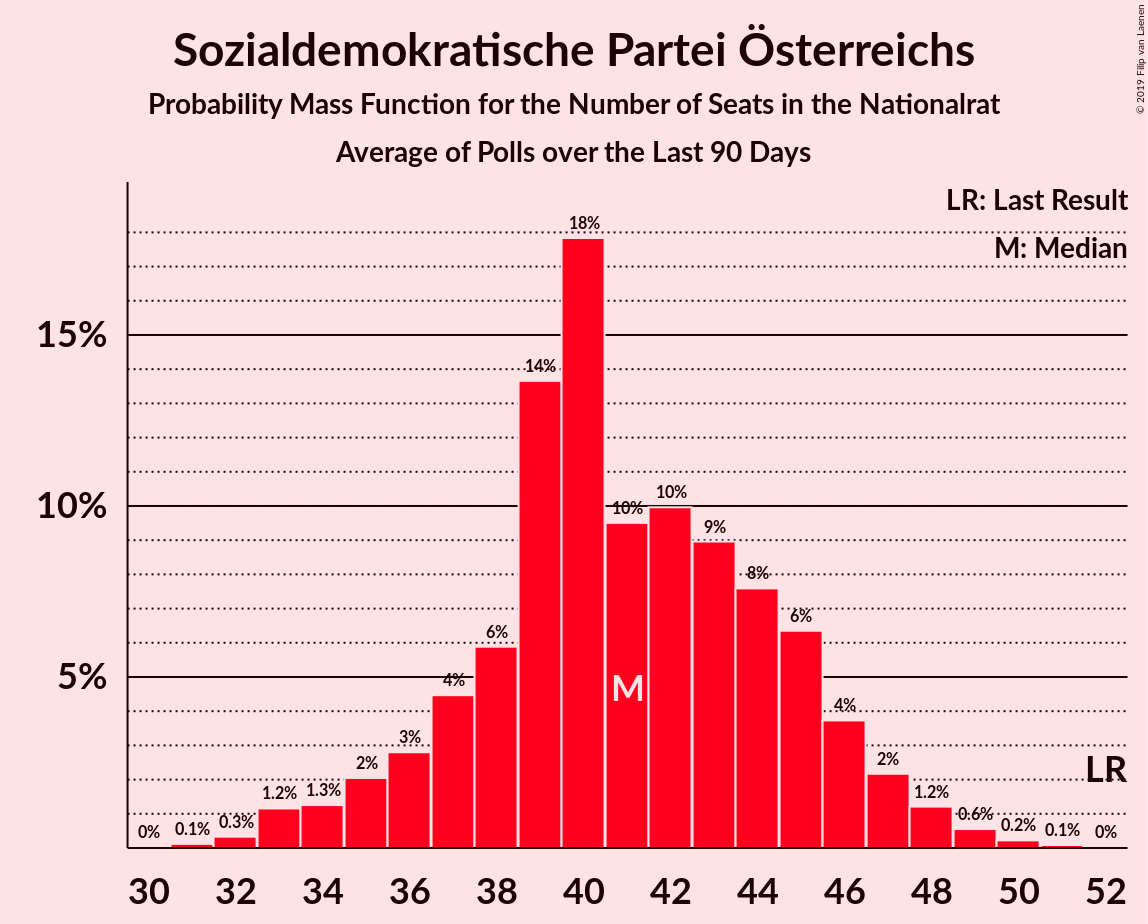 Sozialdemokratische Partei Österreichs
Probability Mass Function for the Number of Seats in the Nationalrat
Average of Polls over the Last 90 Days
© 2019 Filip van Laenen
LR: Last Result
M: Median
15%
10%
5%
0%
0.1%
0.3%
1.2%
1.3%
2%
3%
4%
6%
14%
18%
10%
10%
9%
8%
6%
4%
2%
1.2%
0.6%
0.2%
0.1%
0%
M
LR
30 32 34 36 38 40 42 44 46 48 50 52